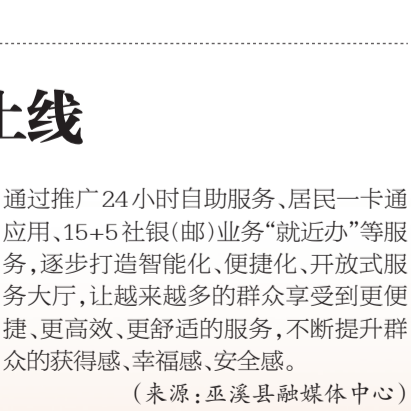 上线
通过推广24小时自助服务、居民一卡通
应用、15+5社银(邮)业务“就近办”等服
务,逐步打造智能化、便捷化、开放式服
务大厅,让越来越多的群众享受到更便
捷、更高效、更舒适的服务,不断提升群
众的获得感、幸福感、安全感。
(来源:巫溪县融媒体中心)